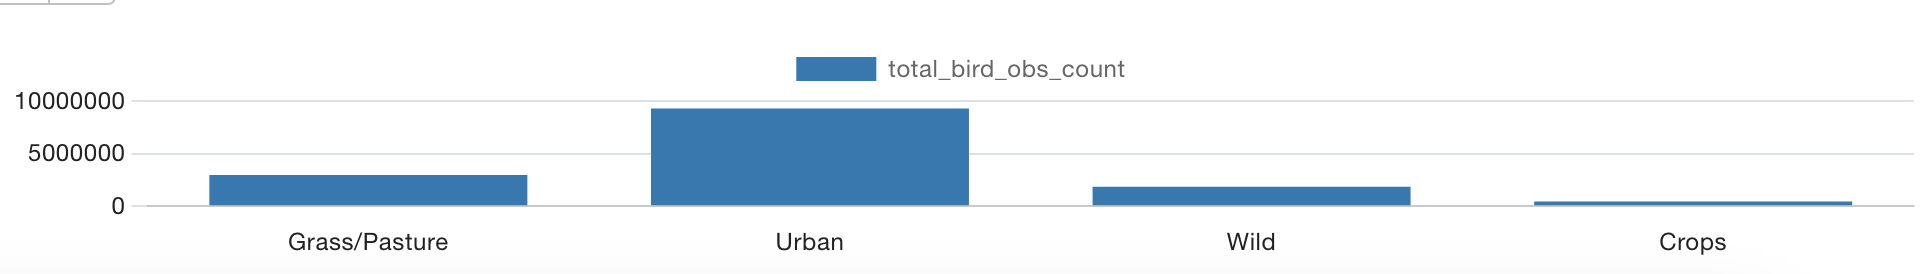 total_bird_obs_count
10000000
5000000
0
Grass/Pasture Urban Wild Crops